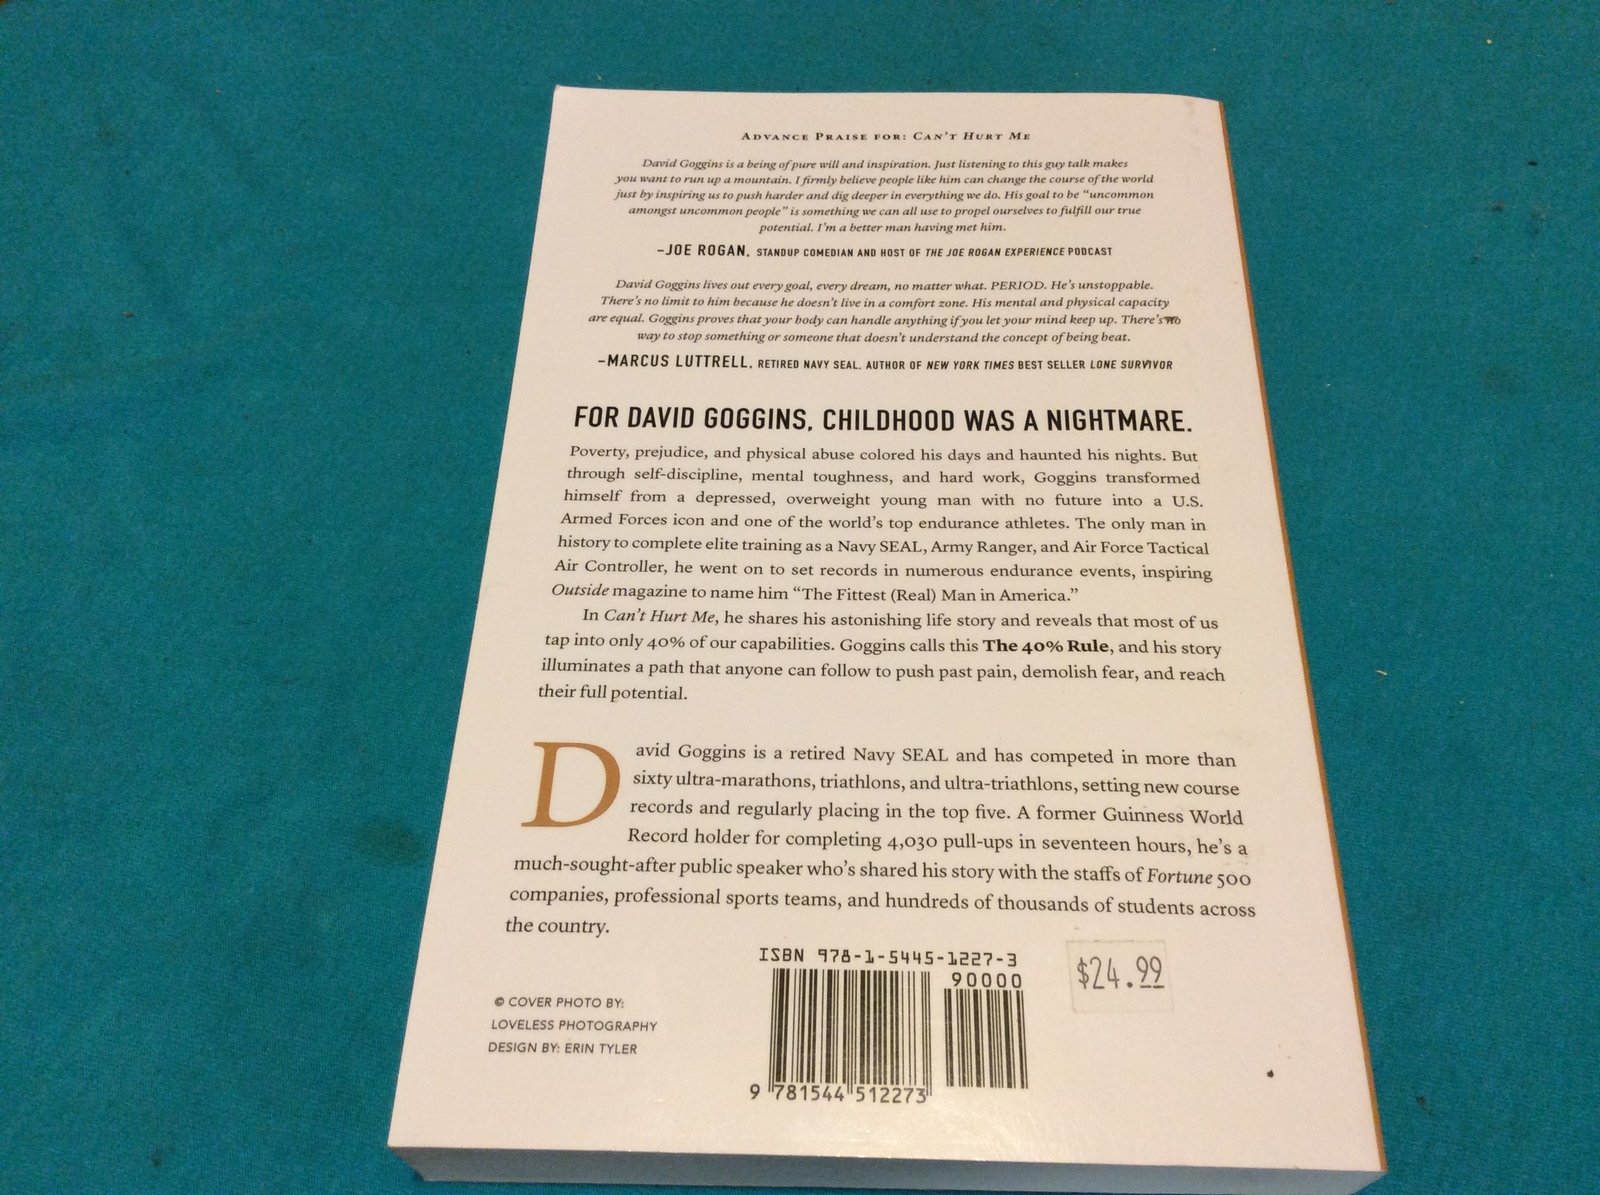 ADVANCE PRAISE FOR: CAN'T HURT ME
David Goggins is a being of pure will and inspiration. Just listening to this guy talk makes
you want to run up a mountain. I firmly believe people like him can change the course of the world
just by inspiring us to push harder and dig deeper in everything we do. His goal to be “uncommon
amongst uncommon people” is something we can all use to propel ourselves to fulfill our true
potential. I'm a better man having met him.
–JOE ROGAN, STANDUP COMEDIAN AND HOST OF THE JOE ROGAN EXPERIENCE PODCAST
David Goggins lives out every goal, every dream, no matter what. PERIOD. He's unstoppable.
There's no limit to him because he doesn't live in a comfort zone. His mental and physical capacity
are equal. Goggins proves that your body can handle anything if you let your mind keep up. There's no
way to stop something or someone that doesn't understand the concept of being beat.
–MARCUS LUTTRELL, RETIRED NAVY SEAL, AUTHOR OF NEW YORK TIMES BEST SELLER LONE SURVIVOR
FOR DAVID GOGGINS, CHILDHOOD WAS A NIGHTMARE.
Poverty, prejudice, and physical abuse colored his days and haunted his nights. But
through self-discipline, mental toughness, and hard work, Goggins transformed
himself from a depressed, overweight young man with no future into a U.S.
Armed Forces icon and one of the world's top endurance athletes. The only man in
history to complete elite training as a Navy SEAL, Army Ranger, and Air Force Tactical
Air Controller, he went on to set records in numerous endurance events, inspiring
Outside magazine to name him “The Fittest (Real) Man in America.”
In Can't Hurt Me, he shares his astonishing life story and reveals that most of us
tap into only 40% of our capabilities. Goggins calls this The 40% Rule, and his story
illuminates a path that anyone can follow to push past pain, demolish fear, and reach
their full potential.
David Goggins is a retired Navy SEAL and has competed in more than
sixty ultra-marathons, triathlons, and ultra-triathlons, setting new course
records and regularly placing in the top five. A former Guinness World
Record holder for completing 4,030 pull-ups in seventeen hours, he's a
much-sought-after public speaker who's shared his story with the staffs of Fortune 500
companies, professional sports teams, and hundreds of thousands of students across
the country.
ISBN 978-1-5445-1227-3
90000
$24.99
© COVER PHOTO BY:
LOVELESS PHOTOGRAPHY
DESIGN BY: ERIN TYLER
9 781544 512273